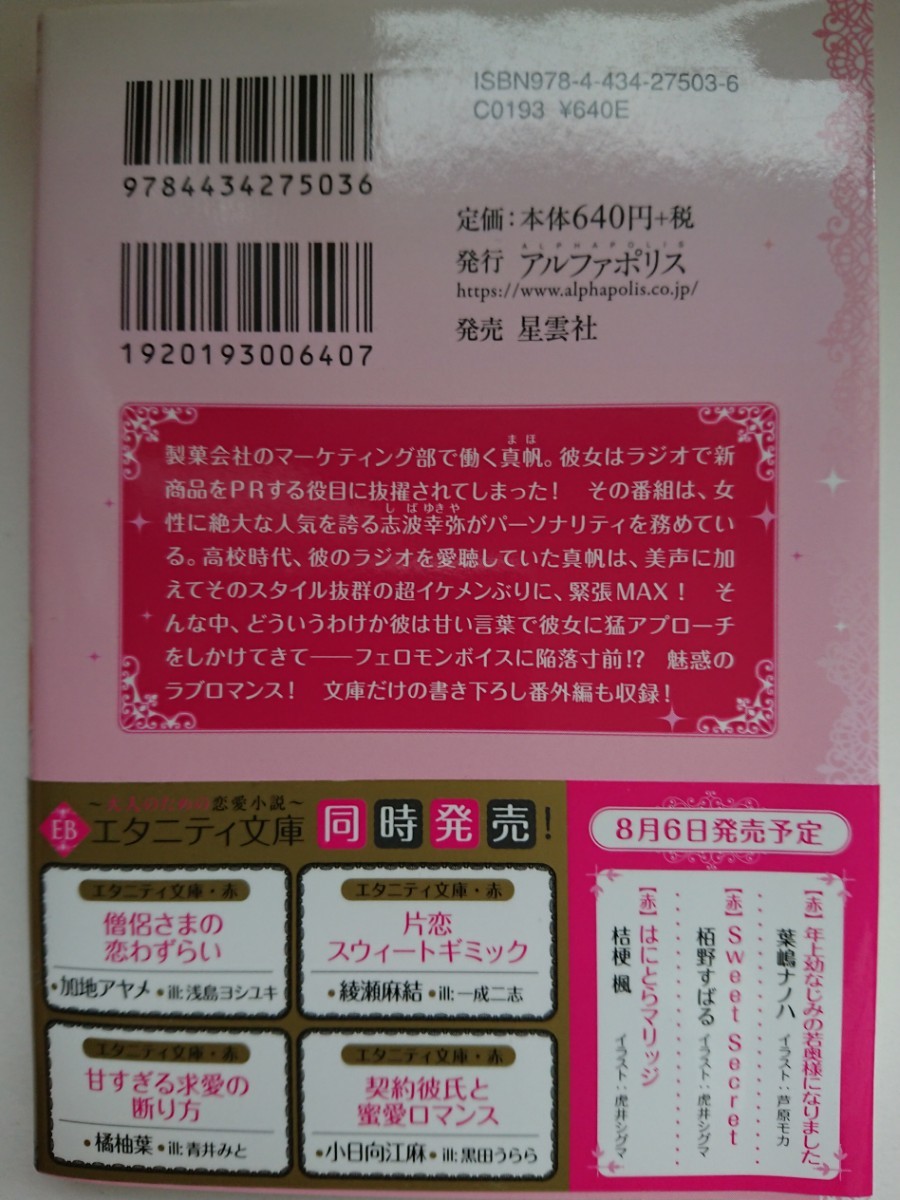 ISBN978-4-434-27503-6
C0193 ¥640E
9784434275036
1920193006407
定価：本体640円+税
ALPHAPOLIS
発行 アルファポリス
https://www.alphapolis.co.jp/
発売 星雲社
まほ
製菓会社のマーケティング部で働く真帆。彼女はラジオで新
商品をPRする役目に抜擢されてしまった！ その番組は、女
しばゆきや
性に絶大な人気を誇る志波幸弥がパーソナリティを務めてい
る。高校時代、彼のラジオを愛聴していた真帆は、美声に加
えてそのスタイル抜群の超イケメンぶりに、緊張MAX！ そ
んな中、どういうわけか彼は甘い言葉で彼女に猛アプローチ
をしかけてきて──フェロモンボイスに陥落寸前!? 魅惑の
ラブロマンス！ 文庫だけの書き下ろし番外編も収録！
～大人のための恋愛小説～
EB エタニティ文庫 同時発売！
エタニティ文庫・赤
僧侶さまの
恋わずらい
・加地アヤメ・ill:浅島ヨシユキ
エタニティ文庫・赤
片恋
スウィートギミック
・綾瀬麻結・ill:一成二志
エタニティ文庫・赤
甘すぎる求愛の
断り方
・橘柚葉・ill:青井みと
エタニティ文庫・赤
契約彼氏と
蜜愛ロマンス
・小日向江麻・ill:黒田うらら
8月6日発売予定
【赤】年上幼なじみの若奥様になりました
葉嶋ナノハ イラスト：芦原モカ
【赤】Sweet Secret
栢野すばる イラスト：虎井シグマ
【赤】はにとらマリッジ
桔梗楓 イラスト：虎井シグマ